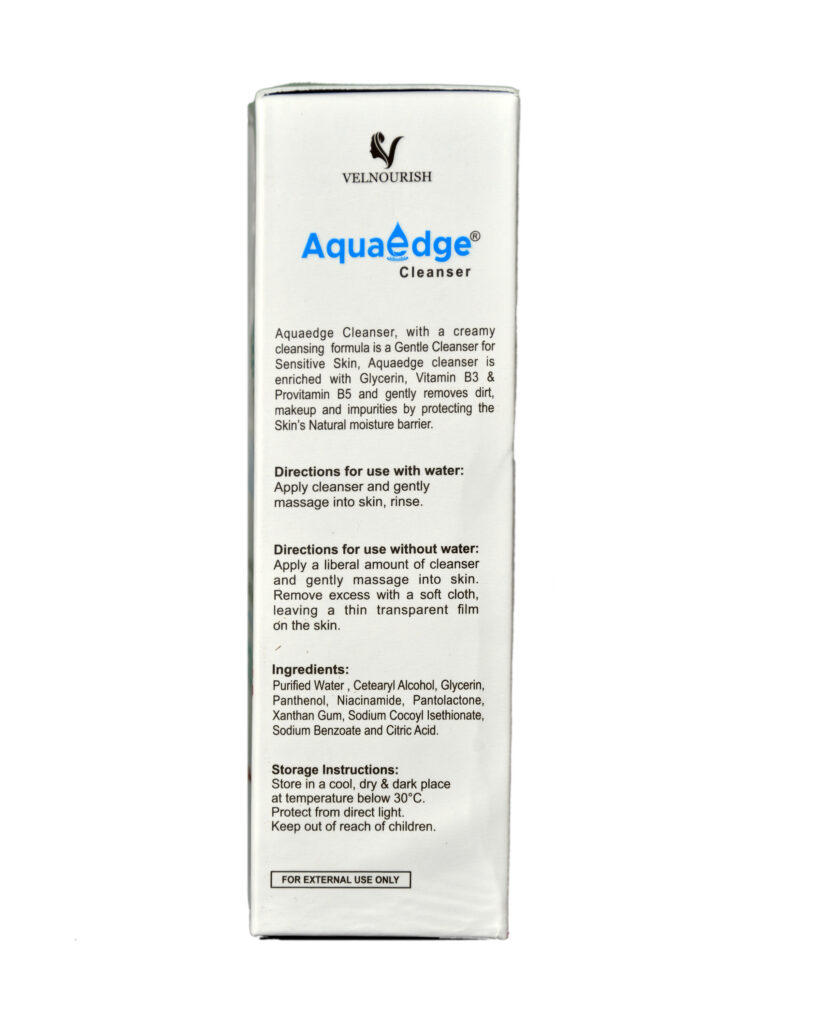 VELNOURISH
Aquaedge®
Cleanser
Aquaedge Cleanser, with a creamy
cleansing formula is a Gentle Cleanser for
Sensitive Skin, Aquaedge cleanser is
enriched with Glycerin, Vitamin B3 &
Provitamin B5 and gently removes dirt,
makeup and impurities by protecting the
Skin's Natural moisture barrier.
Directions for use with water:
Apply cleanser and gently
massage into skin, rinse.
Directions for use without water:
Apply a liberal amount of cleanser
and gently massage into skin.
Remove excess with a soft cloth,
leaving a thin transparent film
on the skin.
Ingredients:
Purified Water , Cetearyl Alcohol, Glycerin,
Panthenol, Niacinamide, Pantolactone,
Xanthan Gum, Sodium Cocoyl Isethionate,
Sodium Benzoate and Citric Acid.
Storage Instructions:
Store in a cool, dry & dark place
at temperature below 30°C.
Protect from direct light.
Keep out of reach of children.
FOR EXTERNAL USE ONLY